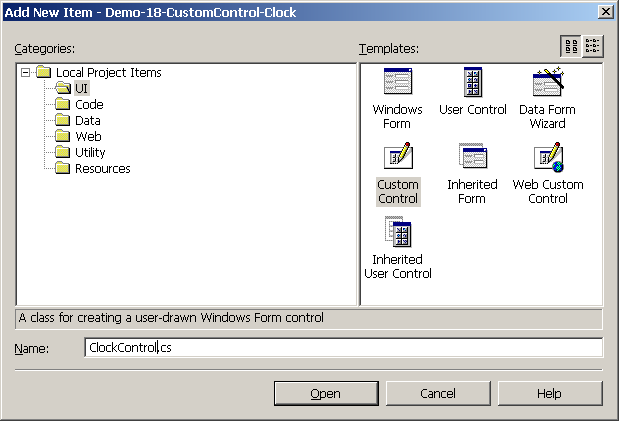 Add New Item - Demo-18-CustomControl-Clock
Categories:
Templates:
Local Project Items
UI
Code
Data
Web
Utility
Resources
Windows
Form
User Control
Data Form
Wizard
Custom
Control
Inherited
Form
Web Custom
Control
Inherited
User Control
A class for creating a user-drawn Windows Form control
Name:
ClockControl.cs
Open
Cancel
Help